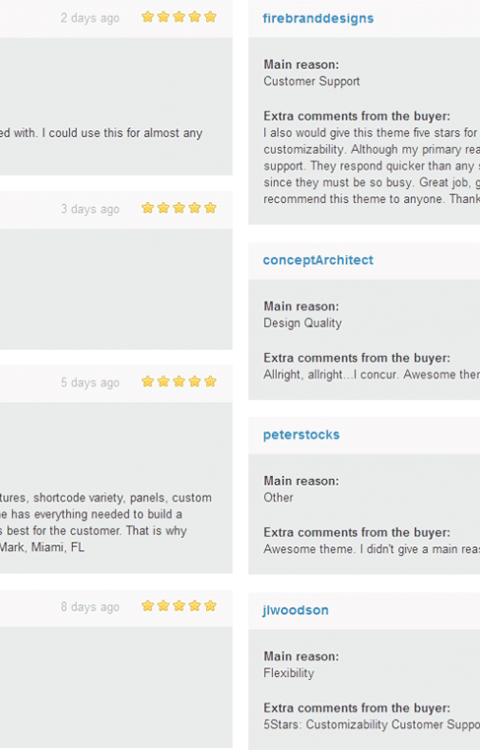 2 days ago
ed with. I could use this for almost any
3 days ago
5 days ago
tures, shortcode variety, panels, custom
e has everything needed to build a
s best for the customer. That is why
Mark, Miami, FL
8 days ago
firebranddesigns
Main reason:
Customer Support
Extra comments from the buyer:
I also would give this theme five stars for
customizability. Although my primary rea
support. They respond quicker than any s
since they must be so busy. Great job, g
recommend this theme to anyone. Thank
conceptArchitect
Main reason:
Design Quality
Extra comments from the buyer:
Allright, allright...I concur. Awesome ther
peterstocks
Main reason:
Other
Extra comments from the buyer:
Awesome theme. I didn't give a main reas
jlwoodson
Main reason:
Flexibility
Extra comments from the buyer:
5Stars: Customizability Customer Suppo